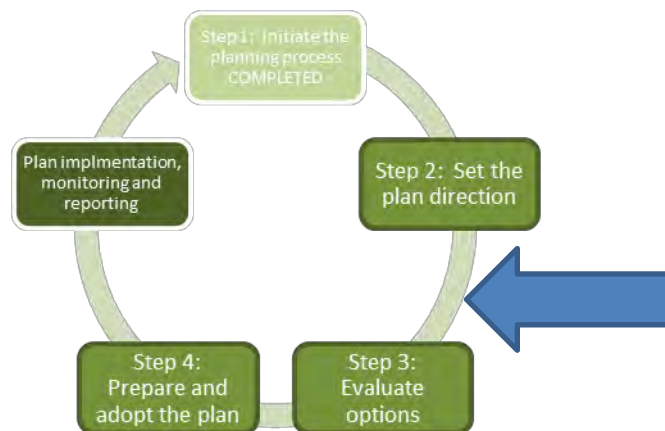 Step 1:  Initiate the
planning process
COMPLETED
Step 2:  Set the
plan direction
Step 3:
Evaluate
options
Step 4:
Prepare and
adopt the plan
Plan implmentation,
monitoring and
reporting